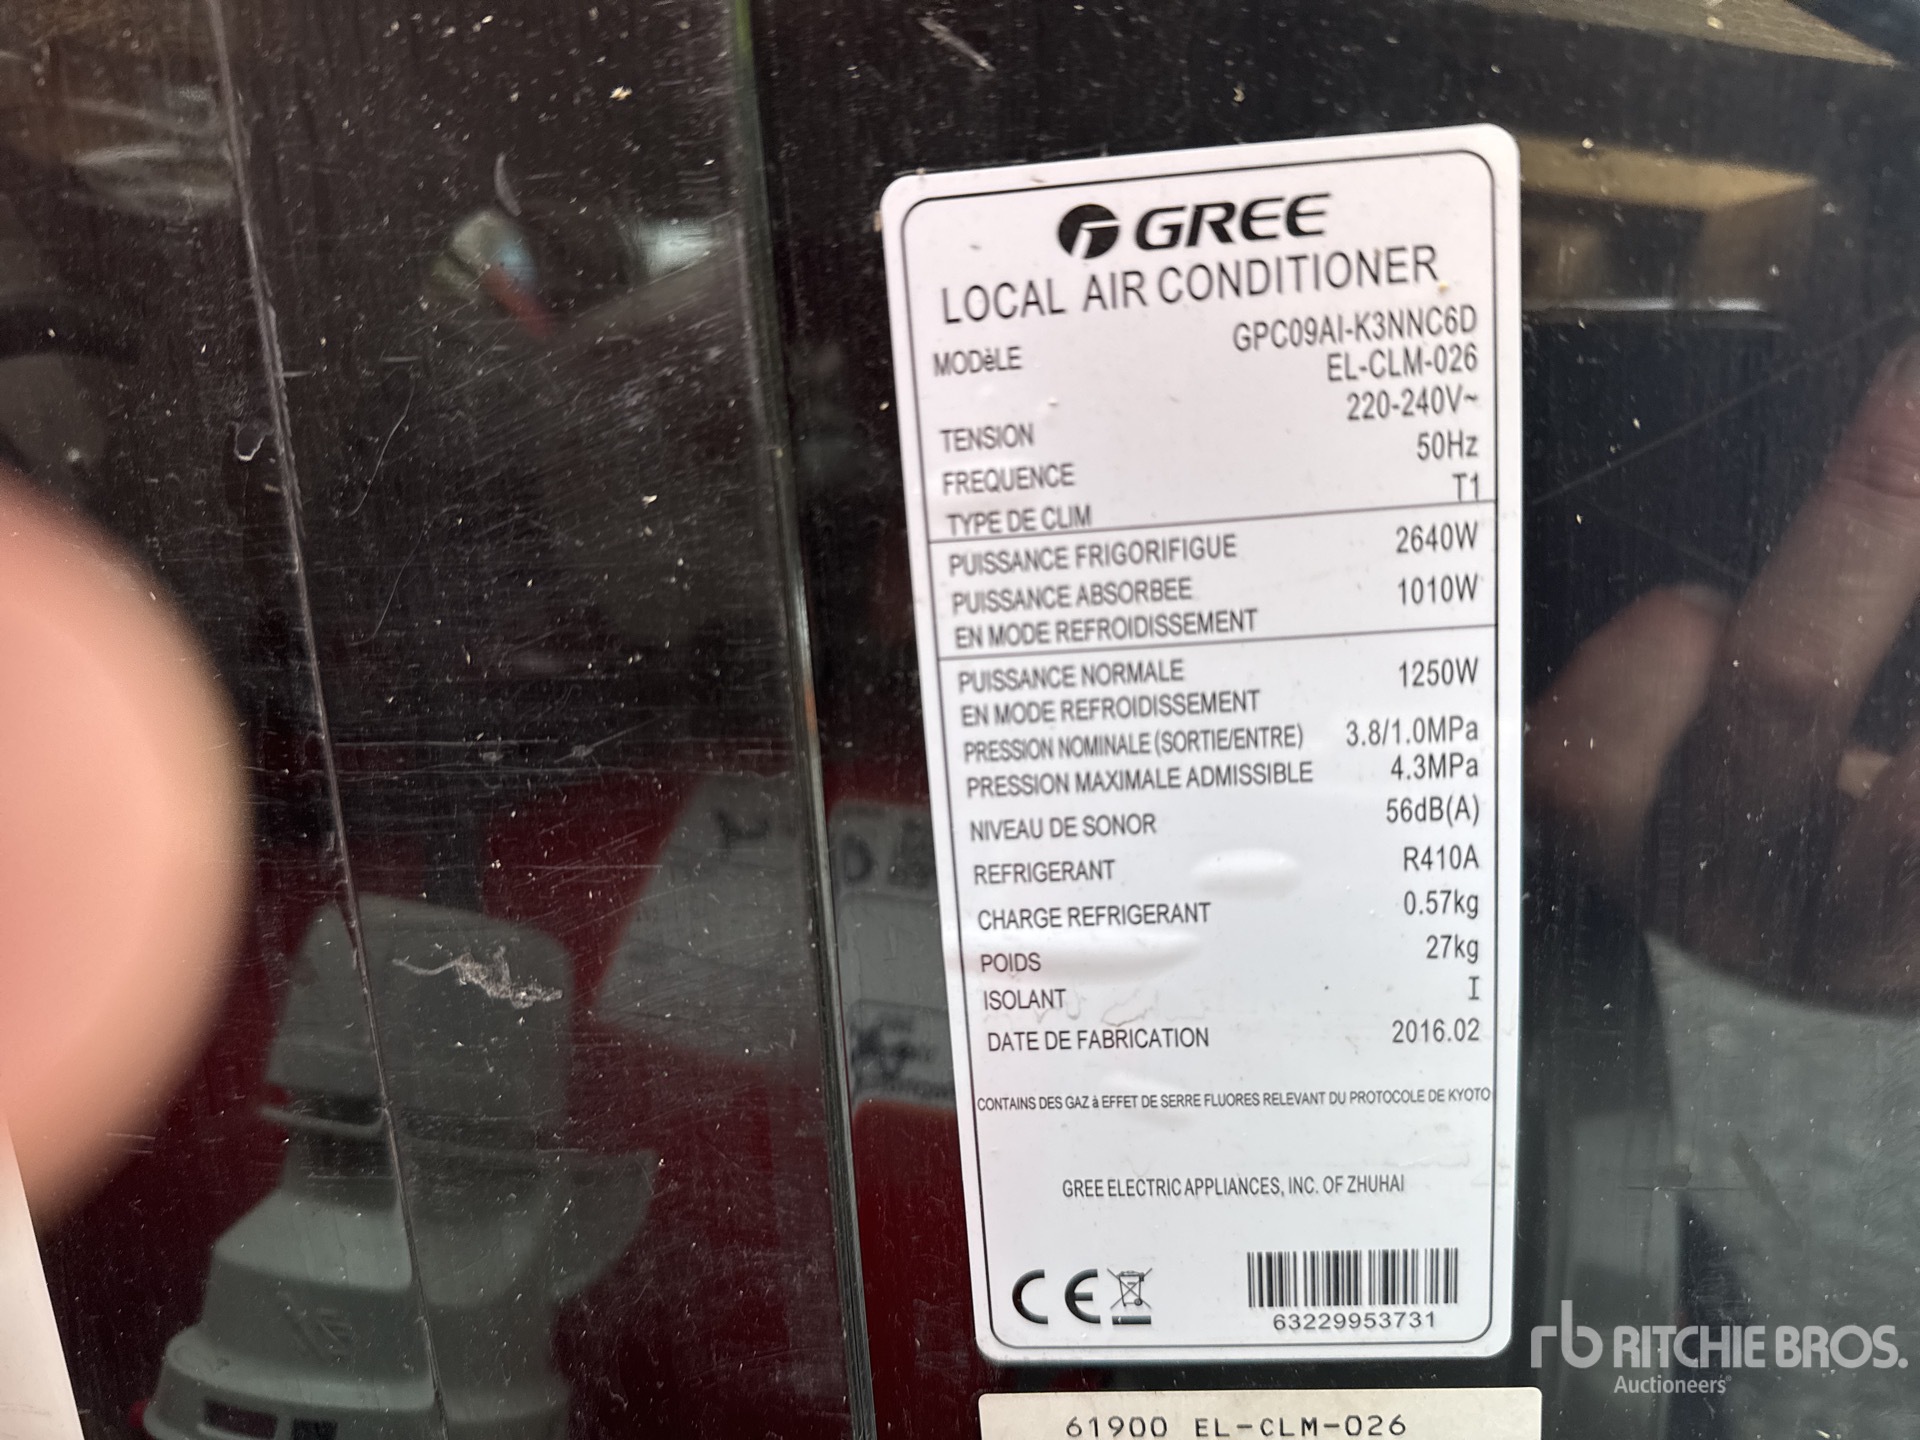 GREE
LOCAL AIR CONDITIONER
MODèLE GPC09AI-K3NNC6D
EL-CLM-026
TENSION 220-240V~
FREQUENCE 50Hz
TYPE DE CLIM T1
PUISSANCE FRIGORIFIGUE 2640W
PUISSANCE ABSORBEE 1010W
EN MODE REFROIDISSEMENT
PUISSANCE NORMALE 1250W
EN MODE REFROIDISSEMENT
PRESSION NOMINALE (SORTIE/ENTRE) 3.8/1.0MPa
PRESSION MAXIMALE ADMISSIBLE 4.3MPa
NIVEAU DE SONOR 56dB(A)
REFRIGERANT R410A
CHARGE REFRIGERANT 0.57kg
POIDS 27kg
ISOLANT I
DATE DE FABRICATION 2016.02
CONTAINS DES GAZ à EFFET DE SERRE FLUORES RELEVANT DU PROTOCOLE DE KYOTO
GREE ELECTRIC APPLIANCES, INC. OF ZHUHAI
CE
63229953731
61900 EL-CLM-026
rb RITCHIE BROS.
Auctioneers